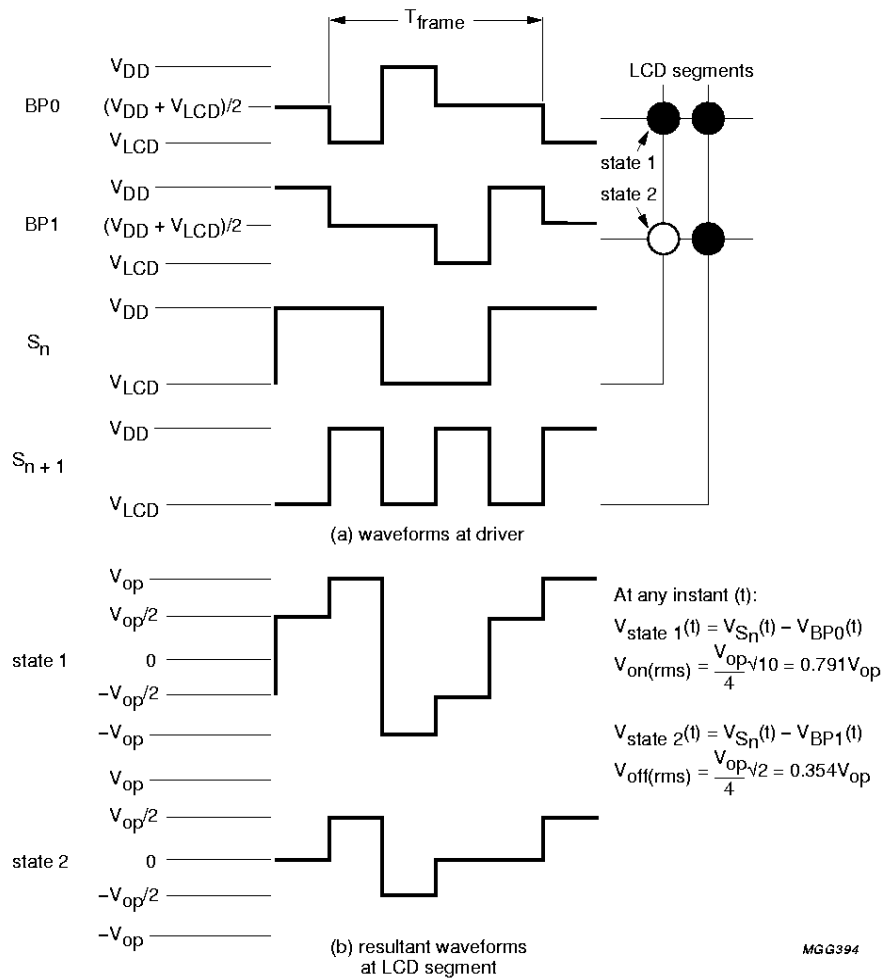 T_frame
V_DD
BP0 (V_DD + V_LCD)/2
V_LCD
LCD segments
state 1
V_DD
state 2
BP1 (V_DD + V_LCD)/2
V_LCD
V_DD
S_n
V_LCD
V_DD
S_n + 1
V_LCD
(a) waveforms at driver
V_op
V_op/2
state 1 0
−V_op/2
−V_op
At any instant (t):
V_state 1(t) = V_Sn(t) − V_BP0(t)
V_on(rms) = V_op/4 √10 = 0.791V_op
V_state 2(t) = V_Sn(t) − V_BP1(t)
V_off(rms) = V_op/4 √2 = 0.354V_op
V_op
V_op/2
state 2 0
−V_op/2
−V_op
(b) resultant waveforms
at LCD segment
MGG394